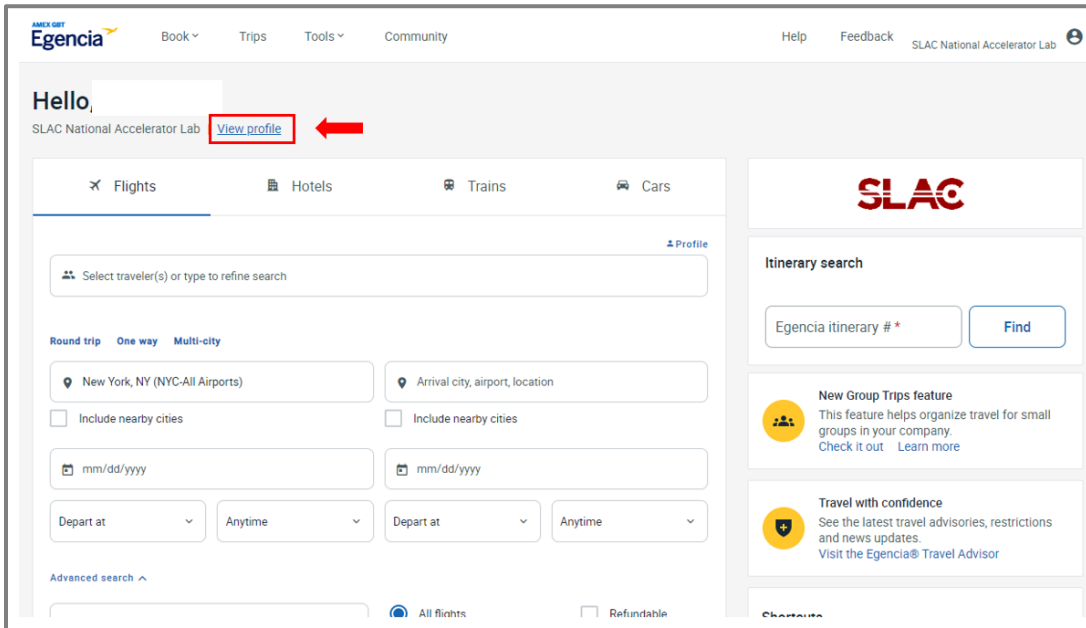 AMEX GBT
Egencia
Book Trips Tools Community
Help Feedback SLAC National Accelerator Lab
Hello,
SLAC National Accelerator Lab View profile
Flights Hotels Trains Cars
SLAC
Profile
Select traveler(s) or type to refine search
Itinerary search
Egencia itinerary # * Find
Round trip One way Multi-city
New York, NY (NYC-All Airports) Arrival city, airport, location
Include nearby cities Include nearby cities
mm/dd/yyyy mm/dd/yyyy
Depart at Anytime Depart at Anytime
Advanced search
All flights Refundable
New Group Trips feature
This feature helps organize travel for small
groups in your company.
Check it out Learn more
Travel with confidence
See the latest travel advisories, restrictions
and news updates.
Visit the Egencia® Travel Advisor
Shortcuts